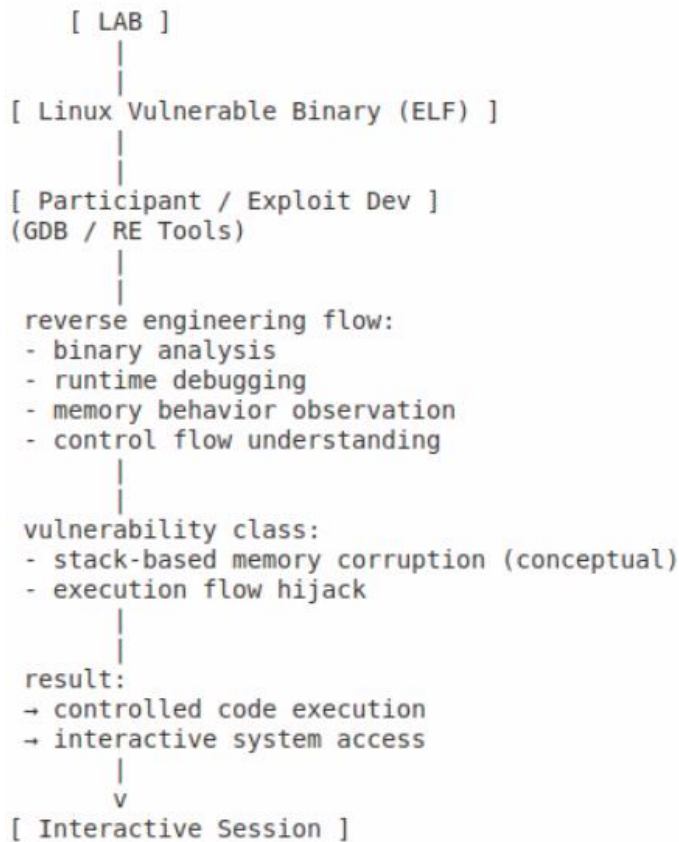 [ LAB ]
|
|
[ Linux Vulnerable Binary (ELF) ]
|
|
[ Participant / Exploit Dev ]
(GDB / RE Tools)
|
|
reverse engineering flow:
- binary analysis
- runtime debugging
- memory behavior observation
- control flow understanding
|
|
vulnerability class:
- stack-based memory corruption (conceptual)
- execution flow hijack
|
|
result:
→ controlled code execution
→ interactive system access
|
v
[ Interactive Session ]